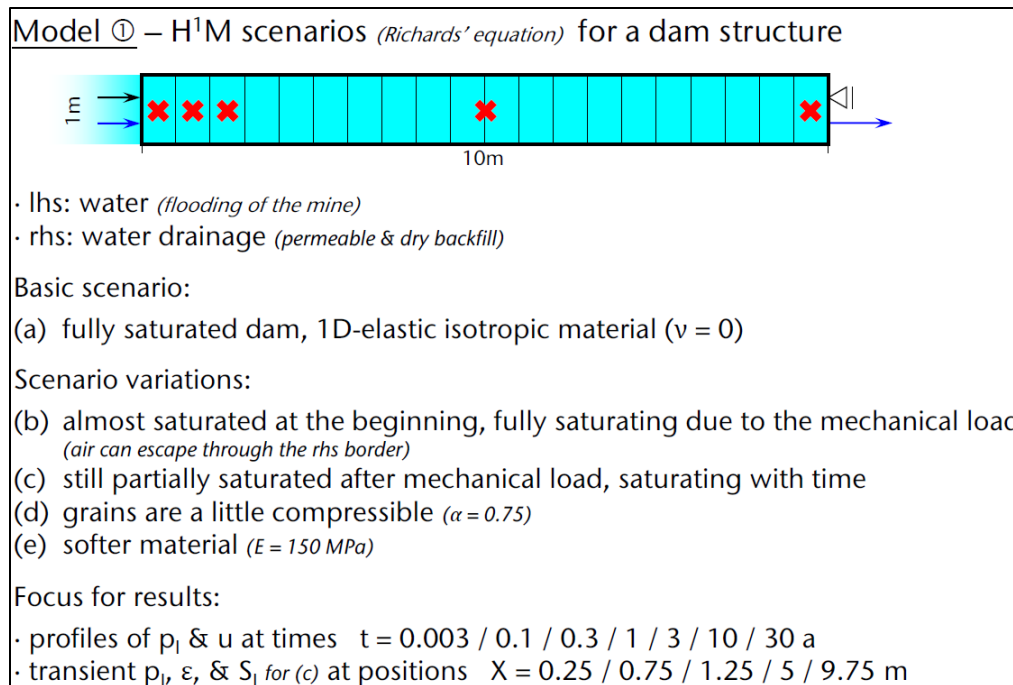 Model ① – H¹M scenarios (Richards' equation) for a dam structure
1m
10m
· lhs: water (flooding of the mine)
· rhs: water drainage (permeable & dry backfill)
Basic scenario:
(a) fully saturated dam, 1D-elastic isotropic material (ν = 0)
Scenario variations:
(b) almost saturated at the beginning, fully saturating due to the mechanical load
(air can escape through the rhs border)
(c) still partially saturated after mechanical load, saturating with time
(d) grains are a little compressible (α = 0.75)
(e) softer material (E = 150 MPa)
Focus for results:
· profiles of pₗ & u at times t = 0.003 / 0.1 / 0.3 / 1 / 3 / 10 / 30 a
· transient pₗ, ε, & Sₗ for (c) at positions X = 0.25 / 0.75 / 1.25 / 5 / 9.75 m